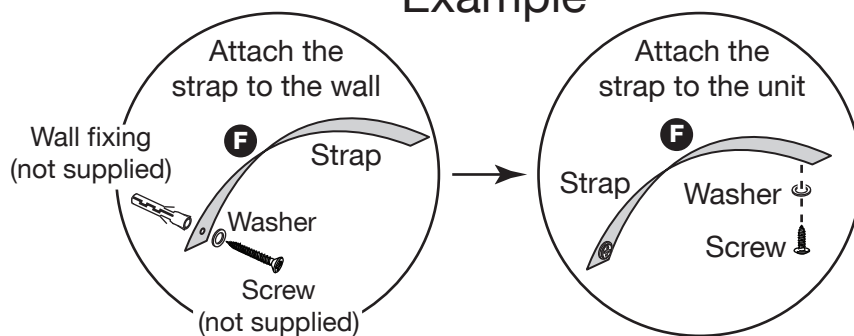 Example
Attach the
strap to the wall
Wall fixing
(not supplied)
F
Strap
Washer
Screw
(not supplied)
Attach the
strap to the unit
F
Strap
Washer
Screw